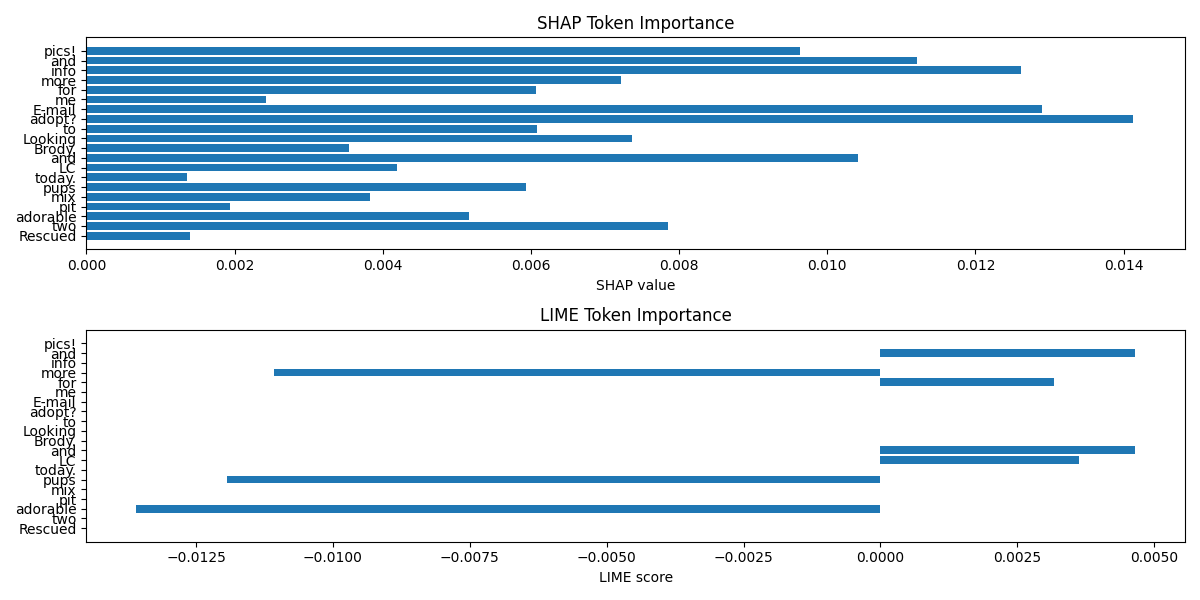 SHAP Token Importance
pics!
and
info
more
for
me
E-mail
adopt?
to
Looking
Brody.
and
LC
today.
pups
mix
pit
adorable
two
Rescued
0.000 0.002 0.004 0.006 0.008 0.010 0.012 0.014
SHAP value
LIME Token Importance
pics!
and
info
more
for
me
E-mail
adopt?
to
Looking
Brody.
and
LC
today.
pups
mix
pit
adorable
two
Rescued
−0.0125 −0.0100 −0.0075 −0.0050 −0.0025 0.0000 0.0025 0.0050
LIME score